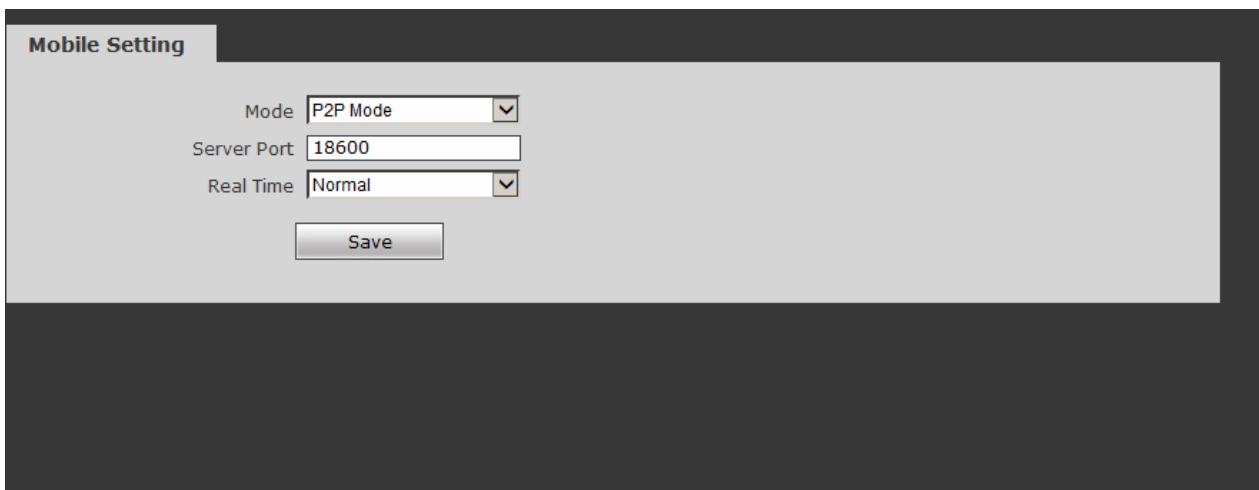 Mobile Setting
Mode P2P Mode
Server Port 18600
Real Time Normal
Save